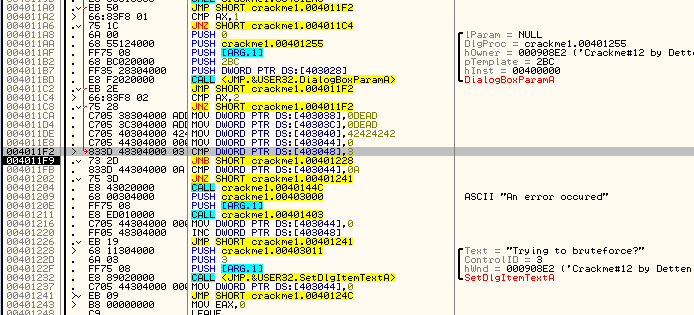 004011A0 .v EB 50 JMP SHORT crackme1.004011F2
004011A2 > 66:83F8 01 CMP AX,1
004011A6 . 75 1C JNZ SHORT crackme1.004011C4
004011A8 . 6A 00 PUSH 0 lParam = NULL
004011AA . 68 55124000 PUSH crackme1.00401255 DlgProc = crackme1.00401255
004011AF . FF75 08 PUSH [ARG.1] hOwner = 000908E2 ('Crackme#12 by Detten
004011B2 . 68 BC020000 PUSH 2BC pTemplate = 2BC
004011B7 . FF35 28304000 PUSH DWORD PTR DS:[403028] hInst = 00400000
004011BD . E8 F2020000 CALL <JMP.&USER32.DialogBoxParamA> DialogBoxParamA
004011C2 .v EB 2E JMP SHORT crackme1.004011F2
004011C4 > 66:83F8 02 CMP AX,2
004011C8 .v 75 28 JNZ SHORT crackme1.004011F2
004011CA . C705 38304000 ADD MOV DWORD PTR DS:[403038],0DEAD
004011D4 . C705 3C304000 ADD MOV DWORD PTR DS:[40303C],0DEAD
004011DE . C705 40304000 424 MOV DWORD PTR DS:[403040],42424242
004011E8 . C705 44304000 000 MOV DWORD PTR DS:[403044],0
004011F2 > 833D 48304000 03 CMP DWORD PTR DS:[403048],3
004011F9 .v 73 2D JNB SHORT crackme1.00401228
004011FB . 833D 44304000 0A CMP DWORD PTR DS:[403044],0A
00401202 .v 75 3D JNZ SHORT crackme1.00401241
00401204 . E8 43020000 CALL crackme1.0040144C
00401209 . 68 00304000 PUSH crackme1.00403000 ASCII "An error occured"
0040120E . FF75 08 PUSH [ARG.1]
00401211 . E8 ED010000 CALL crackme1.00401403
00401216 . C705 44304000 000 MOV DWORD PTR DS:[403044],0
00401220 . FF05 48304000 INC DWORD PTR DS:[403048]
00401226 .v EB 19 JMP SHORT crackme1.00401241
00401228 > 68 11304000 PUSH crackme1.00403011 Text = "Trying to bruteforce?"
0040122D . 6A 03 PUSH 3 ControlID = 3
0040122F . FF75 08 PUSH [ARG.1] hWnd = 000908E2 ('Crackme#12 by Detten
00401232 . E8 89020000 CALL <JMP.&USER32.SetDlgItemTextA> SetDlgItemTextA
00401237 . C705 44304000 000 MOV DWORD PTR DS:[403044],0
00401241 >v EB 09 JMP SHORT crackme1.0040124C
00401243 > B8 00000000 MOV EAX,0
00401248 . C9 LEAVE